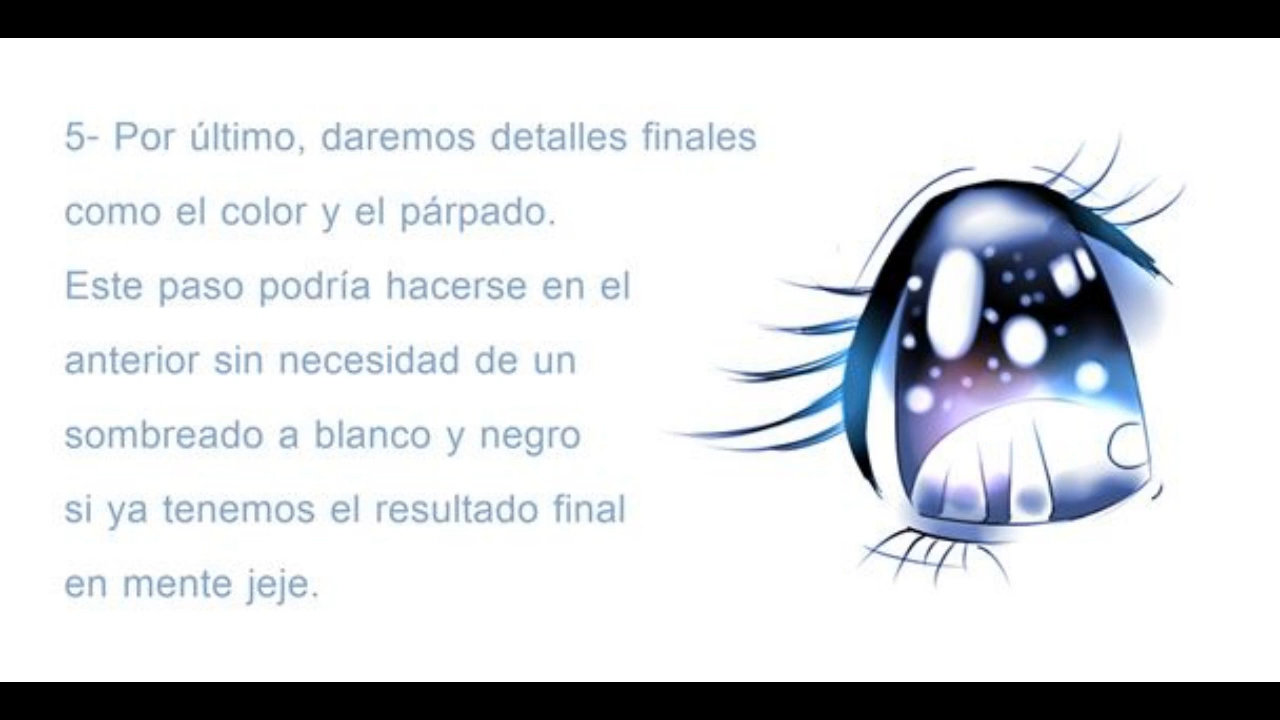 5- Por último, daremos detalles finales
como el color y el párpado.
Este paso podría hacerse en el
anterior sin necesidad de un
sombreado a blanco y negro
si ya tenemos el resultado final
en mente jeje.